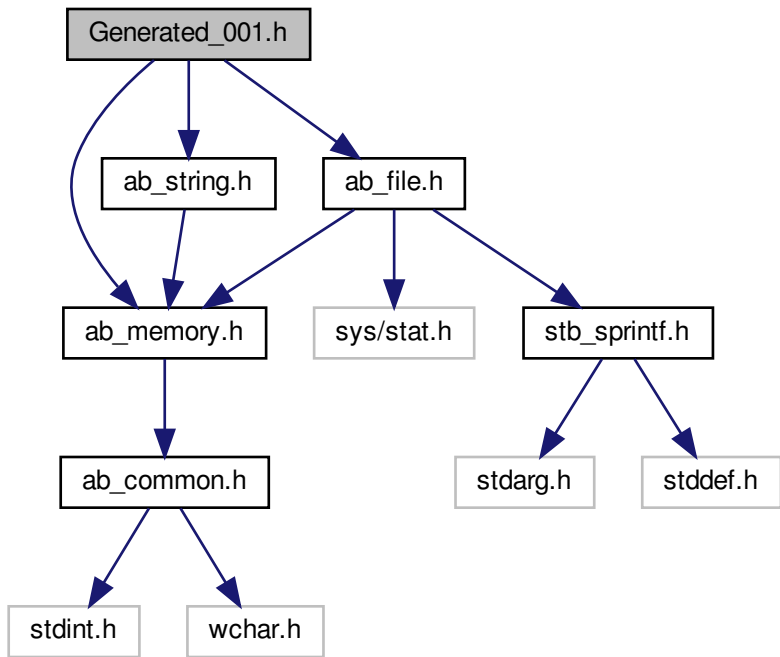 Generated_001.h
ab_string.h
ab_file.h
ab_memory.h
sys/stat.h
stb_sprintf.h
ab_common.h
stdarg.h
stddef.h
stdint.h
wchar.h